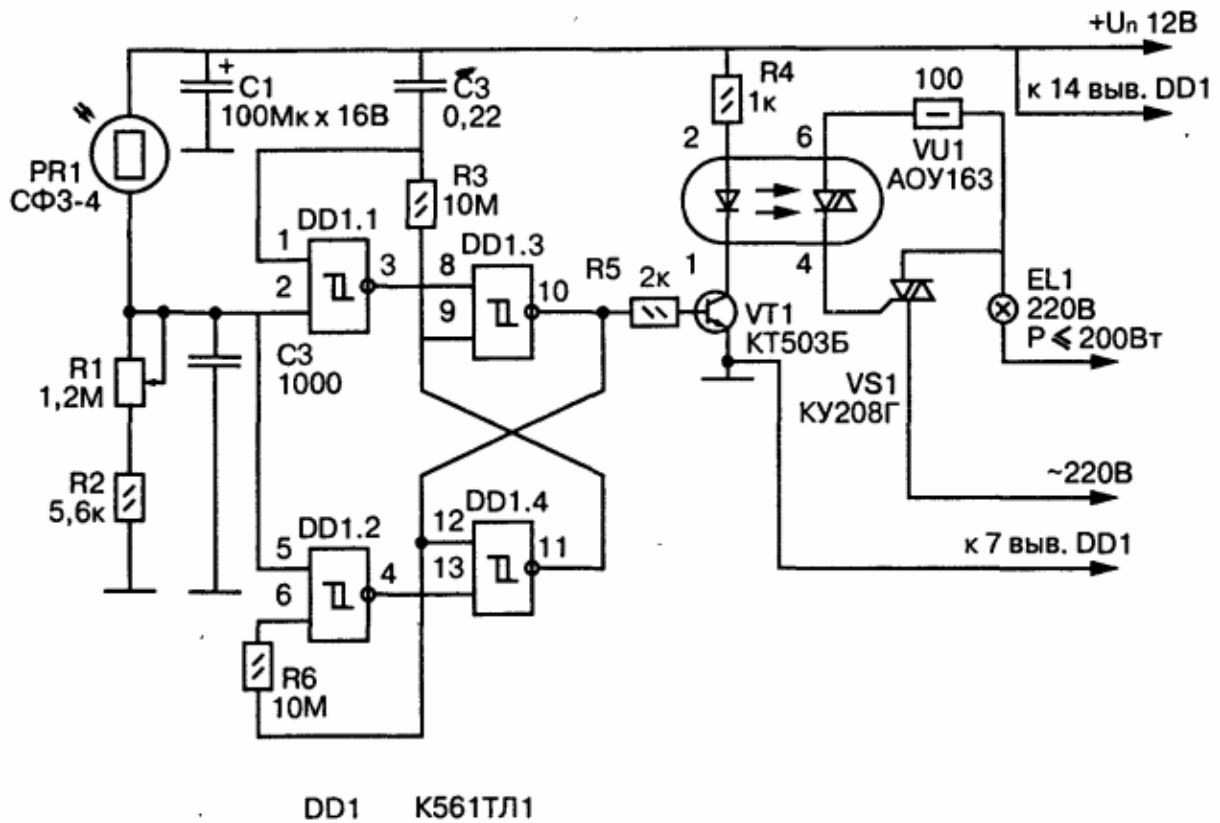 +Uп 12В
к 14 выв. DD1
+
C1
100Мк x 16В
C3
0,22
R4
1к
100
VU1
АОУ163
2
6
1
4
PR1
СФ3-4
R3
10М
DD1.1
1
2
3
DD1.3
8
9
10
R5
2к
VT1
КТ503Б
EL1
220В
P ⩽ 200Вт
VS1
КУ208Г
R1
1,2М
C3
1000
R2
5,6к
~220В
к 7 выв. DD1
DD1.2
5
6
4
DD1.4
12
13
11
R6
10М
DD1 К561ТЛ1